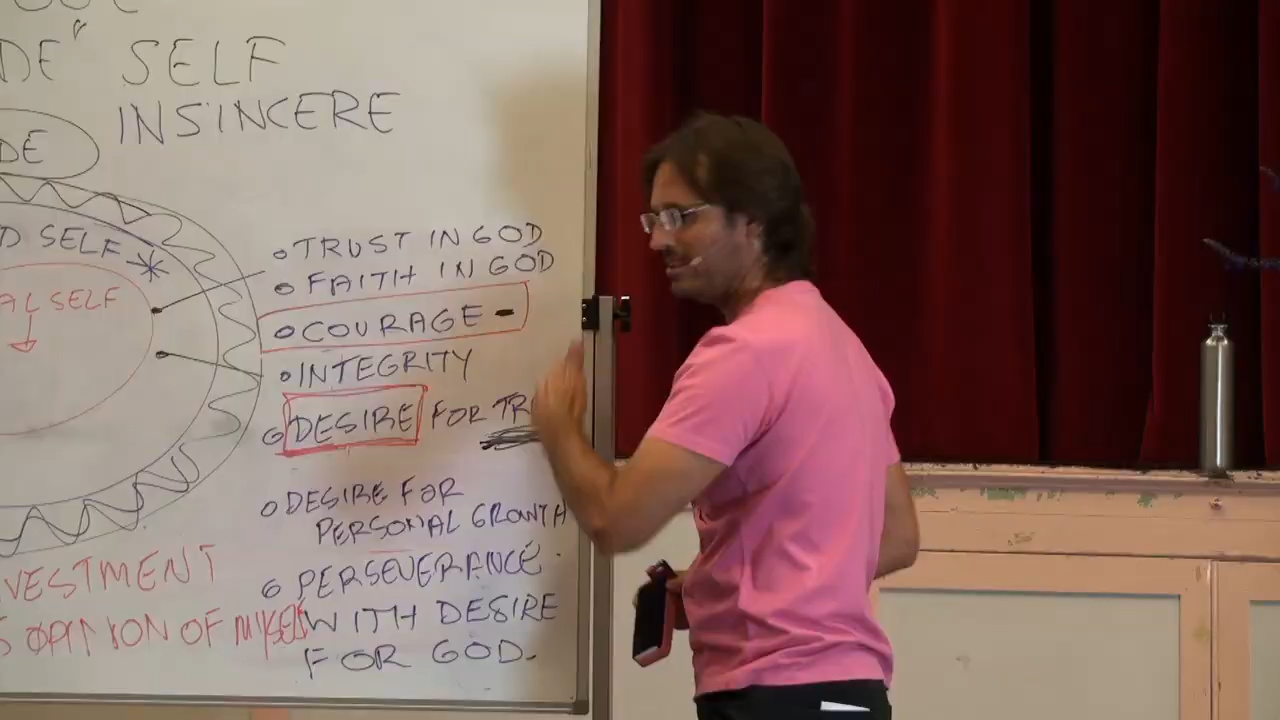 SELF
INSINCERE
DE
SELF
SELF
• TRUST IN GOD
• FAITH IN GOD
• COURAGE -
• INTEGRITY
• DESIRE FOR
• DESIRE FOR
PERSONAL GROWTH
• PERSEVERANCE
WITH DESIRE
FOR GOD.
VESTMENT
OPINION OF MYSELF